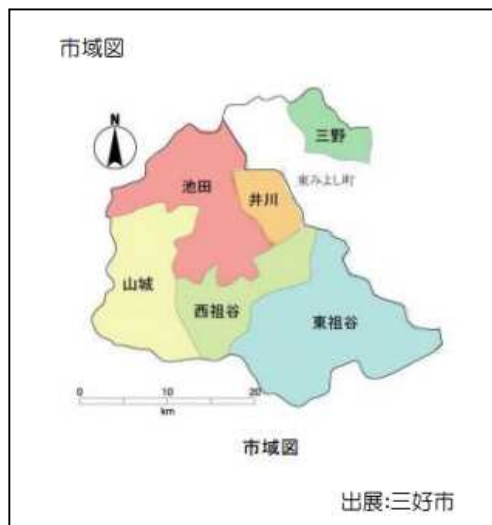 市域図
N
三野
東みよし町
池田
井川
山城
西祖谷
東祖谷
0 10 20
km
市域図
出展:三好市